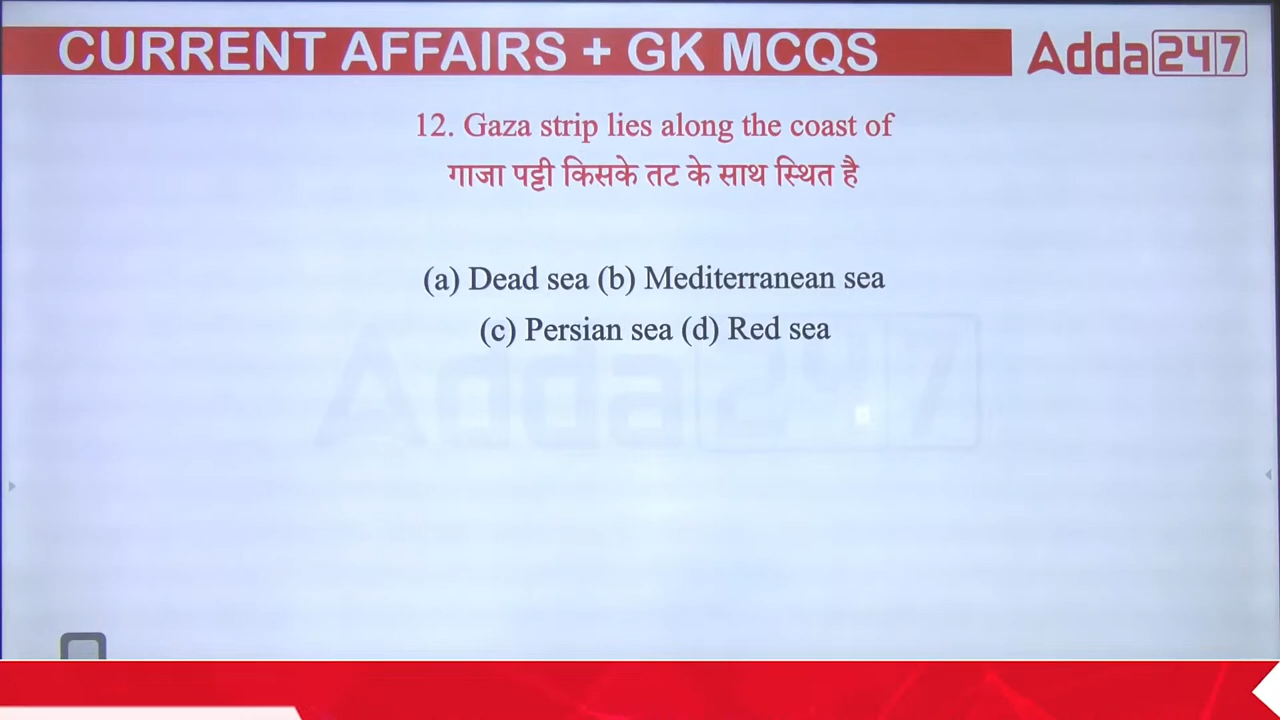 CURRENT AFFAIRS + GK MCQS
Adda247
12. Gaza strip lies along the coast of
गाजा पट्टी किसके तट के साथ स्थित है
(a) Dead sea (b) Mediterranean sea
(c) Persian sea (d) Red sea
Adda247